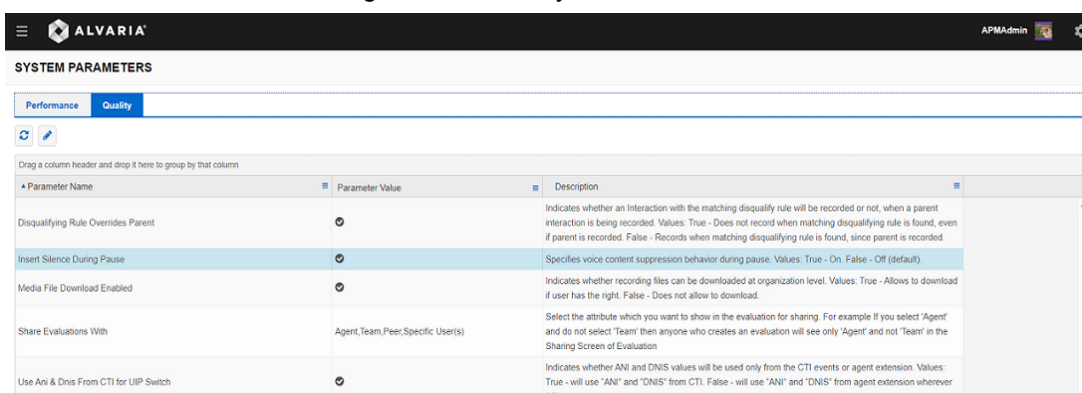 ALVARIA
APMAdmin
SYSTEM PARAMETERS
Performance Quality
Drag a column header and drop it here to group by that column
Parameter Name Parameter Value Description
Disqualifying Rule Overrides Parent
Indicates whether an Interaction with the matching disqualify rule will be recorded or not, when a parent
interaction is being recorded. Values: True - Does not record when matching disqualifying rule is found, even
if parent is recorded. False - Records when matching disqualifying rule is found, since parent is recorded.
Insert Silence During Pause
Specifies voice content suppression behavior during pause. Values: True - On. False - Off (default).
Media File Download Enabled
Indicates whether recording files can be downloaded at organization level. Values: True - Allows to download
if user has the right. False - Does not allow to download.
Share Evaluations With
Agent,Team,Peer,Specific User(s)
Select the attribute which you want to show in the evaluation for sharing. For example If you select 'Agent'
and do not select 'Team' then anyone who creates an evaluation will see only 'Agent' and not 'Team' in the
Sharing Screen of Evaluation
Use Ani & Dnis From CTI for UIP Switch
Indicates whether ANI and DNIS values will be used only from the CTI events or agent extension. Values:
True - will use "ANI" and "DNIS" from CTI. False - will use "ANI" and "DNIS" from agent extension wherever